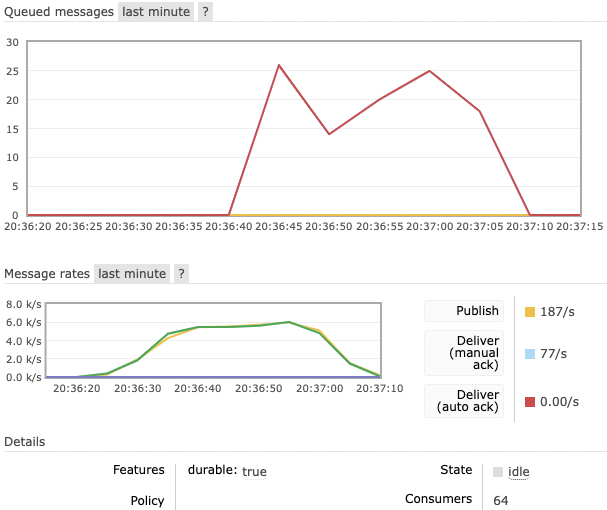 Queued messages last minute ?
30
25
20
15
10
5
0
20:36:20 20:36:25 20:36:30 20:36:35 20:36:40 20:36:45 20:36:50 20:36:55 20:37:00 20:37:05 20:37:10 20:37:15
Message rates last minute ?
8.0 k/s
6.0 k/s
4.0 k/s
2.0 k/s
0.0 k/s
20:36:20 20:36:30 20:36:40 20:36:50 20:37:00 20:37:10
Publish 187/s
Deliver
(manual 77/s
ack)
Deliver
(auto ack) 0.00/s
Details
Features durable: true
Policy
State idle
Consumers 64